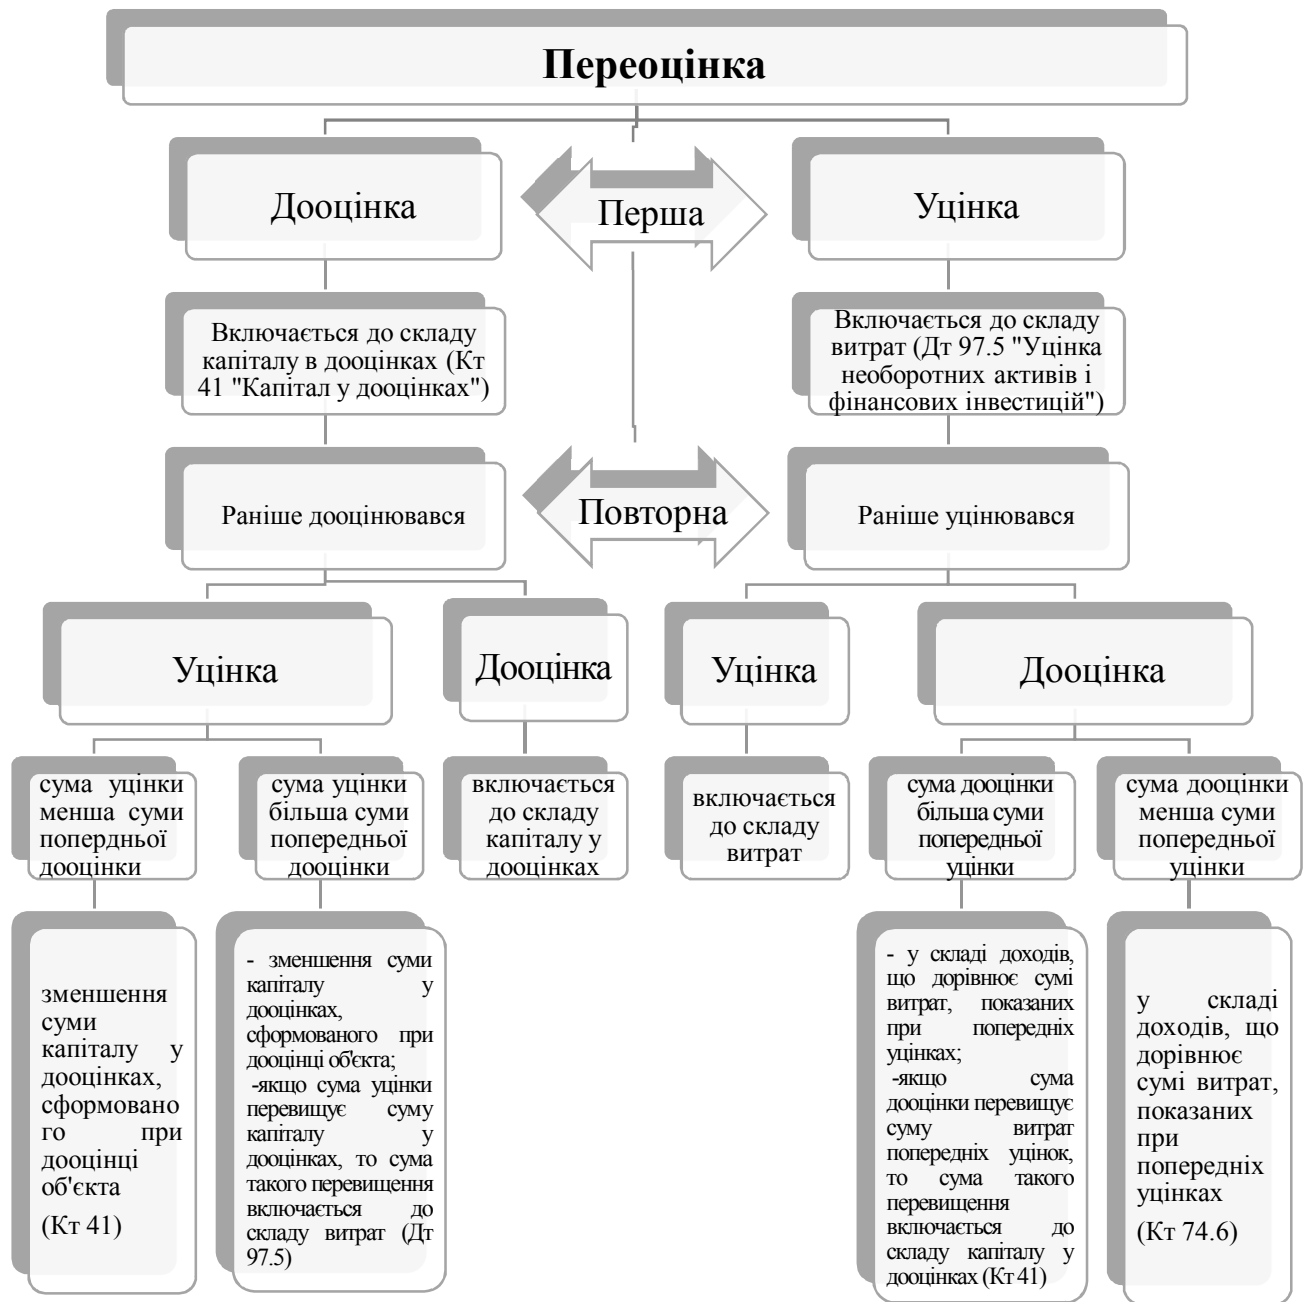 Переоцінка
Дооцінка
Перша
Уцінка
Включається до складу
капіталу в дооцінках (Кт
41 "Капітал у дооцінках")
Включається до складу
витрат (Дт 97.5 "Уцінка
необоротних активів і
фінансових інвестицій")
Раніше дооцінювався
Повторна
Раніше уцінювався
Уцінка
Дооцінка
Уцінка
Дооцінка
сума уцінки
менша суми
попердньої
дооцінки
сума уцінки
більша суми
попередньої
дооцінки
включається
до складу
капіталу у
дооцінках
включається
до складу
витрат
сума дооцінки
більша суми
попередньої
уцінки
сума дооцінки
менша суми
попередньої
уцінки
зменшення
суми
капіталу у
дооцінках,
сформовано
го при
дооцінці
об'єкта
(Кт 41)
- зменшення суми
капіталу у
дооцінках,
сформованого при
дооцінці об'єкта;
-якщо сума уцінки
перевищує суму
капіталу у
дооцінках, то сума
такого перевищення
включається до
складу витрат (Дт
97.5)
- у складі доходів,
що дорівнює сумі
витрат, показаних
при попередніх
уцінках;
-якщо сума
дооцінки перевищує
суму витрат
попередніх уцінок,
то сума такого
перевищення
включається до
складу капіталу у
дооцінках (Кт 41)
у складі
доходів, що
дорівнює
сумі витрат,
показаних
при
попередніх
уцінках
(Кт 74.6)